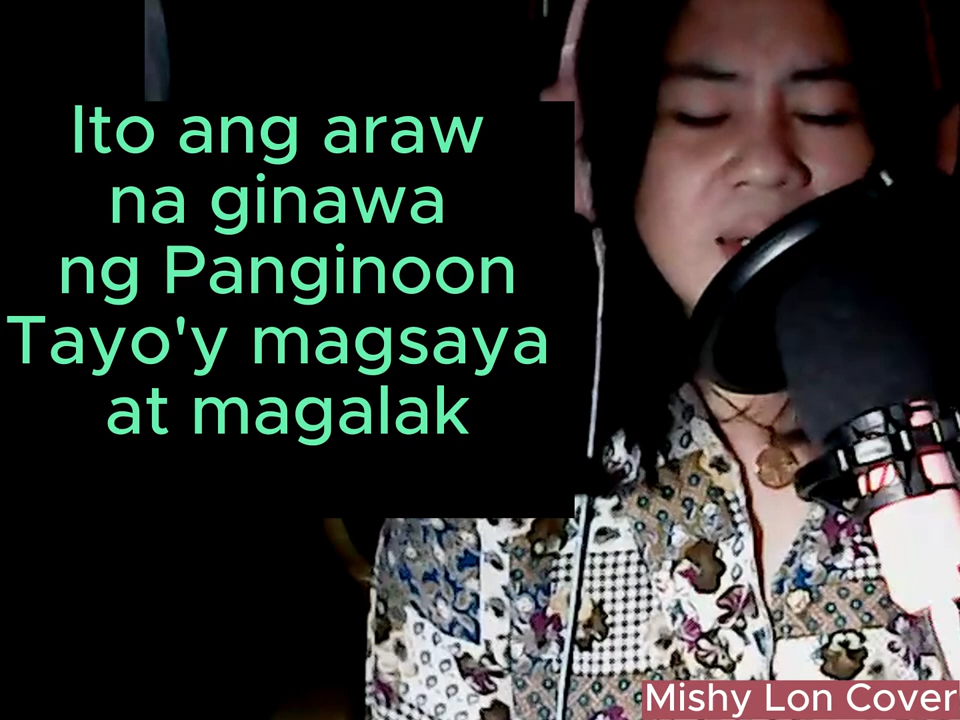 Ito ang araw
na ginawa
ng Panginoon
Tayo'y magsaya
at magalak
Mishy Lon Cover